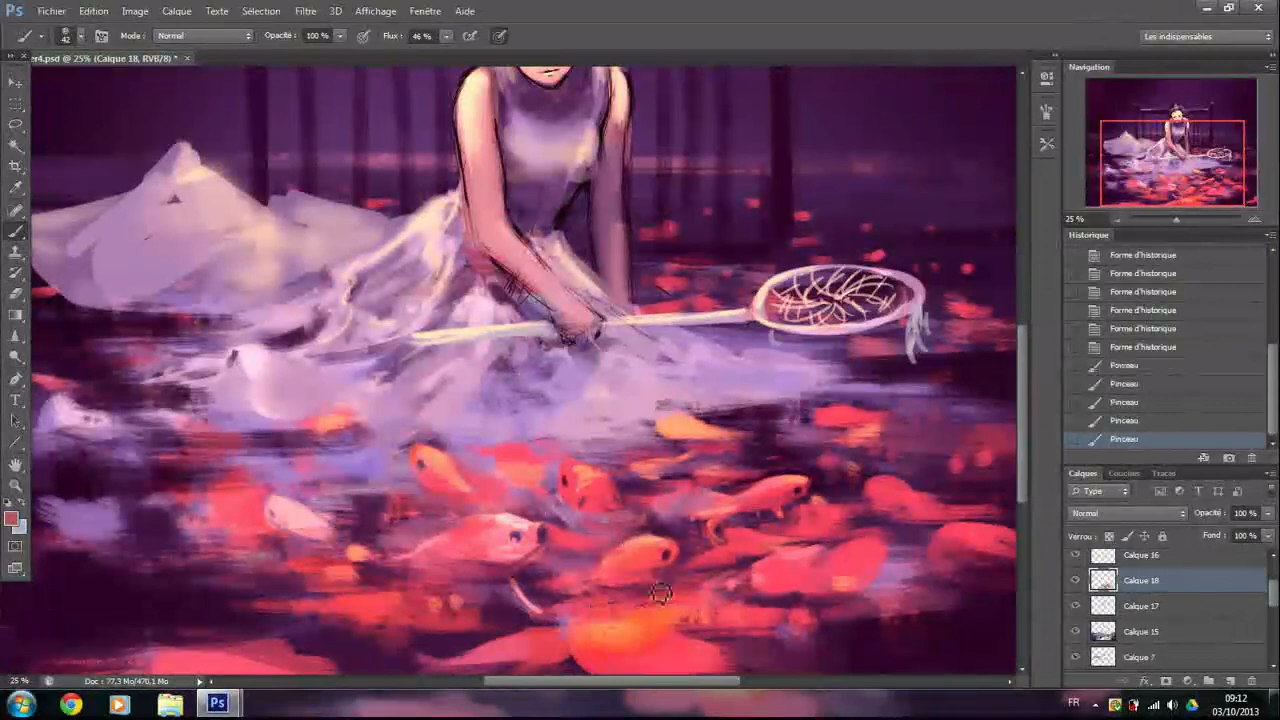 Ps Fichier Edition Image Calque Texte Sélection Filtre 3D Affichage Fenêtre Aide
42 Mode: Normal Opacité: 100 % Flux: 46 % Les indispensables
er4.psd @ 25% (Calque 18, RVB/8) * ×
Navigation
25 %
Historique
Forme d'historique
Forme d'historique
Forme d'historique
Forme d'historique
Forme d'historique
Forme d'historique
Pinceau
Pinceau
Pinceau
Pinceau
Calques Couches Tracés
Type
Normal Opacité: 100 %
Verrou: Fond: 100 %
Calque 16
Calque 18
Calque 17
Calque 15
Calque 7
25 % Doc : 77,3 Mo/470,1 Mo
Ps FR 09:12
03/10/2013